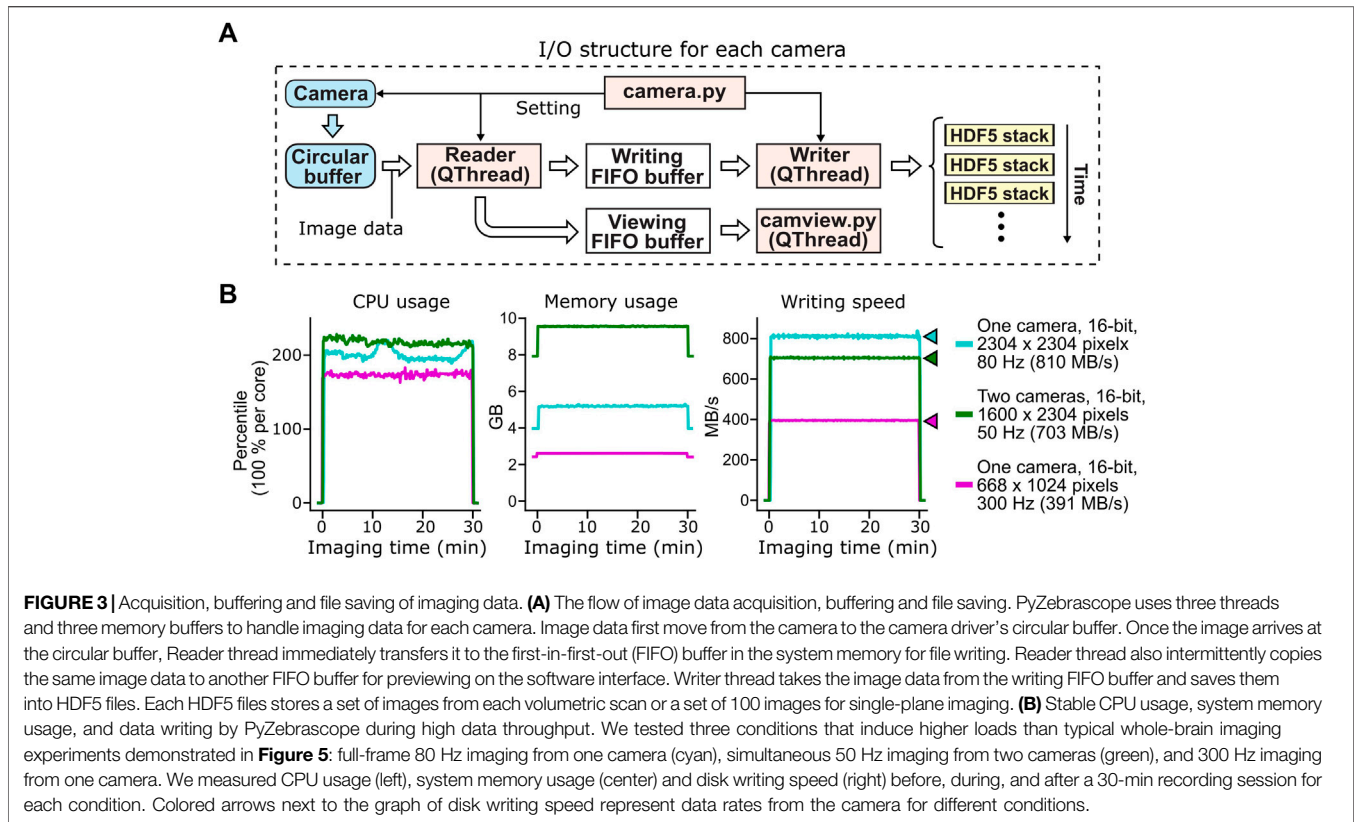 A
I/O structure for each camera
Camera
camera.py
Setting
Circular
buffer
Reader
(QThread)
Writing
FIFO buffer
Writer
(QThread)
HDF5 stack
HDF5 stack
HDF5 stack
Time
Image data
Viewing
FIFO buffer
camview.py
(QThread)
B
CPU usage
Percentile
(100 % per core)
200
100
0
0 10 20 30
Imaging time (min)
Memory usage
GB
10
8
6
4
2
0
0 10 20 30
Imaging time (min)
Writing speed
MB/s
800
600
400
200
0
0 10 20 30
Imaging time (min)
One camera, 16-bit,
2304 x 2304 pixelx
80 Hz (810 MB/s)
Two cameras, 16-bit,
1600 x 2304 pixels
50 Hz (703 MB/s)
One camera, 16-bit,
668 x 1024 pixels
300 Hz (391 MB/s)
FIGURE 3 | Acquisition, buffering and file saving of imaging data. (A) The flow of image data acquisition, buffering and file saving. PyZebrascope uses three threads
and three memory buffers to handle imaging data for each camera. Image data first move from the camera to the camera driver's circular buffer. Once the image arrives at
the circular buffer, Reader thread immediately transfers it to the first-in-first-out (FIFO) buffer in the system memory for file writing. Reader thread also intermittently copies
the same image data to another FIFO buffer for previewing on the software interface. Writer thread takes the image data from the writing FIFO buffer and saves them
into HDF5 files. Each HDF5 files stores a set of images from each volumetric scan or a set of 100 images for single-plane imaging. (B) Stable CPU usage, system memory
usage, and data writing by PyZebrascope during high data throughput. We tested three conditions that induce higher loads than typical whole-brain imaging
experiments demonstrated in Figure 5: full-frame 80 Hz imaging from one camera (cyan), simultaneous 50 Hz imaging from two cameras (green), and 300 Hz imaging
from one camera. We measured CPU usage (left), system memory usage (center) and disk writing speed (right) before, during, and after a 30-min recording session for
each condition. Colored arrows next to the graph of disk writing speed represent data rates from the camera for different conditions.